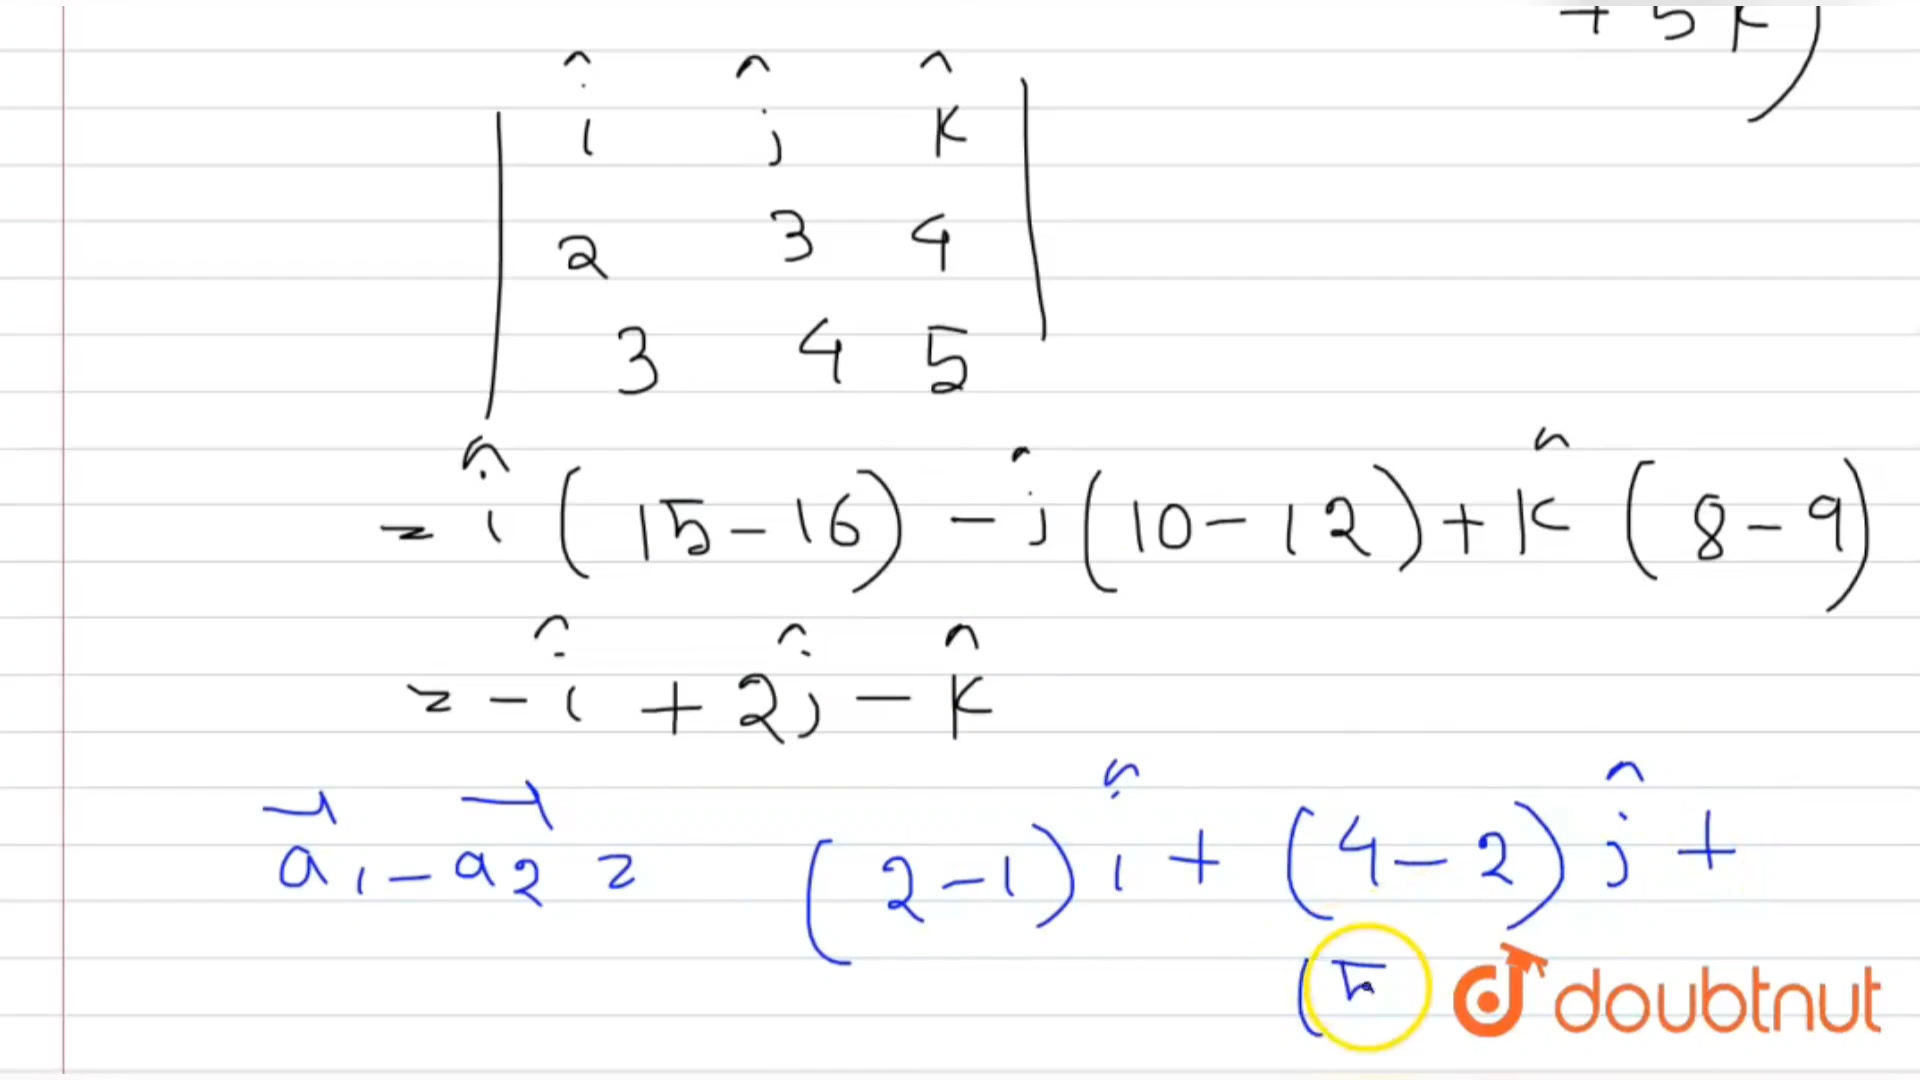 + 5k)
î ĵ k̂
2 3 4
3 4 5
= î (15-16) - ĵ (10-12) + k̂ (8-9)
= -î + 2ĵ - k̂
a⃗1 - a⃗2 = (2-1) î + (4-2) ĵ +
(5
doubtnut